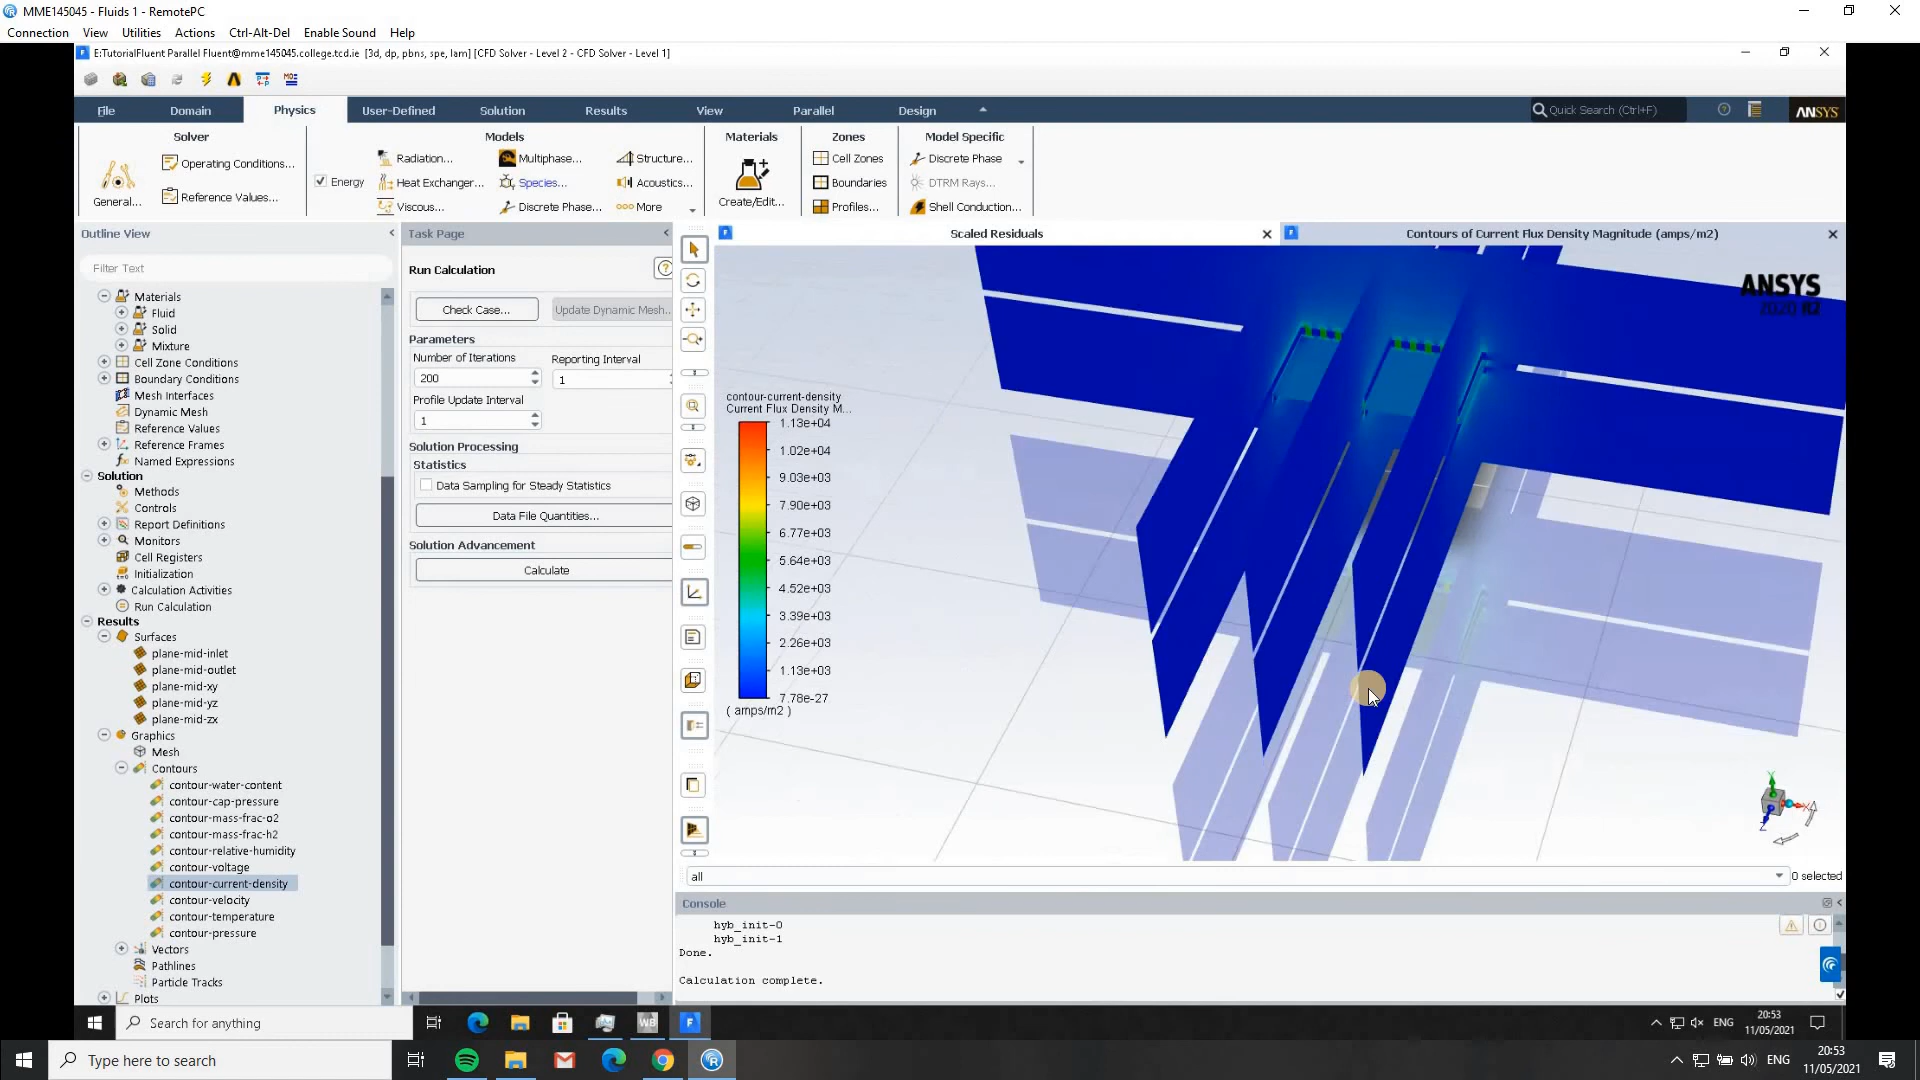 MME145045 - Fluids 1 - RemotePC
Connection View Utilities Actions Ctrl-Alt-Del Enable Sound Help
E:TutorialFluent Parallel Fluent@mme145045.college.tcd.ie [3d, dp, pbns, spe, lam] [CFD Solver - Level 2 - CFD Solver - Level 1]
File Domain Physics User-Defined Solution Results View Parallel Design Quick Search (Ctrl+F) ANSYS
Solver Models Materials Zones Model Specific
Operating Conditions... Radiation... Multiphase... Structure... Cell Zones Discrete Phase
Energy Heat Exchanger... Species... Acoustics... Boundaries DTRM Rays...
General... Reference Values... Viscous... Discrete Phase... More Create/Edit... Profiles... Shell Conduction...
Outline View
Filter Text
Materials
Fluid
Solid
Mixture
Cell Zone Conditions
Boundary Conditions
Mesh Interfaces
Dynamic Mesh
Reference Values
Reference Frames
Named Expressions
Solution
Methods
Controls
Report Definitions
Monitors
Cell Registers
Initialization
Calculation Activities
Run Calculation
Results
Surfaces
plane-mid-inlet
plane-mid-outlet
plane-mid-xy
plane-mid-yz
plane-mid-zx
Graphics
Mesh
Contours
contour-water-content
contour-cap-pressure
contour-mass-frac-o2
contour-mass-frac-h2
contour-relative-humidity
contour-voltage
contour-current-density
contour-velocity
contour-temperature
contour-pressure
Vectors
Pathlines
Particle Tracks
Plots
Task Page
Run Calculation
Check Case... Update Dynamic Mesh...
Parameters
Number of Iterations Reporting Interval
200 1
Profile Update Interval
1
Solution Processing
Statistics
Data Sampling for Steady Statistics
Data File Quantities...
Solution Advancement
Calculate
Scaled Residuals
Contours of Current Flux Density Magnitude (amps/m2)
ANSYS
2020 R2
contour-current-density
Current Flux Density M...
1.13e+04
1.02e+04
9.03e+03
7.90e+03
6.77e+03
5.64e+03
4.52e+03
3.39e+03
2.26e+03
1.13e+03
7.78e-27
( amps/m2 )
Y
X
Z
all 0 selected
Console
hyb_init-0
hyb_init-1
Done.
Calculation complete.
Search for anything WB F ENG 20:53
11/05/2021
Type here to search ENG 20:53
11/05/2021